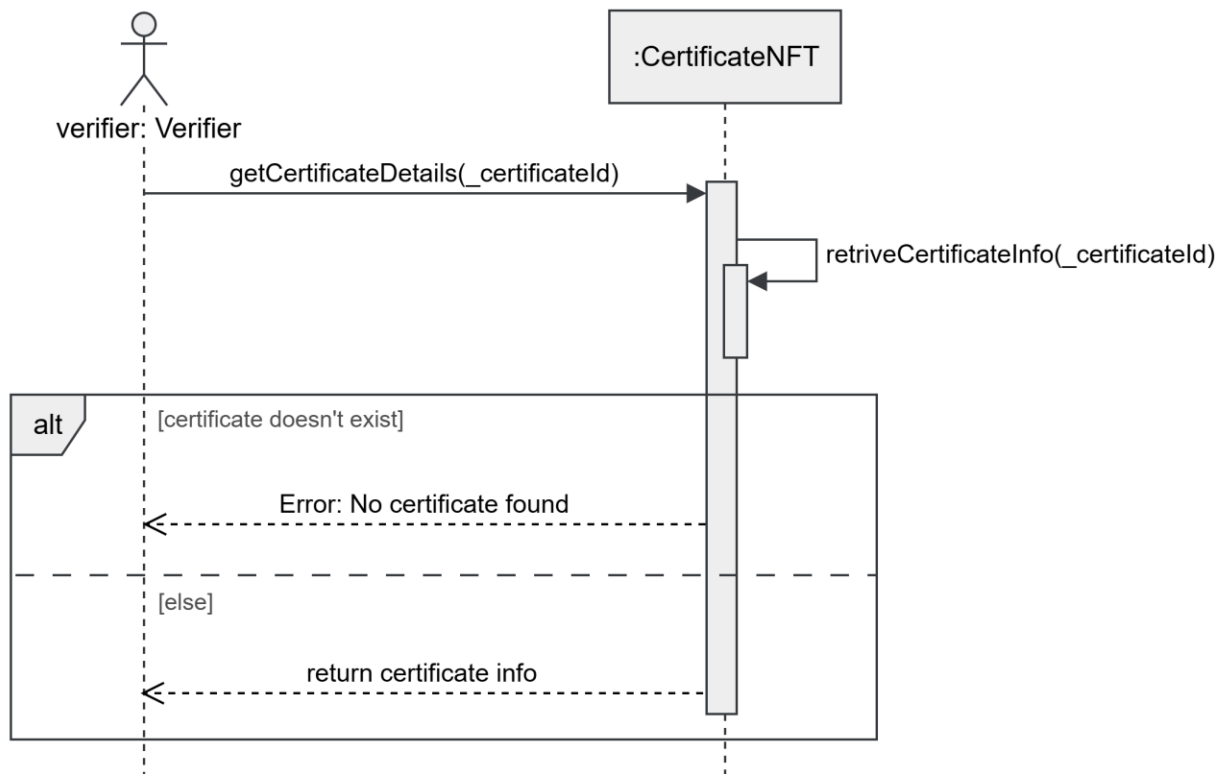 :CertificateNFT
verifier: Verifier
getCertificateDetails(_certificateId)
retriveCertificateInfo(_certificateId)
alt
[certificate doesn't exist]
Error: No certificate found
[else]
return certificate info